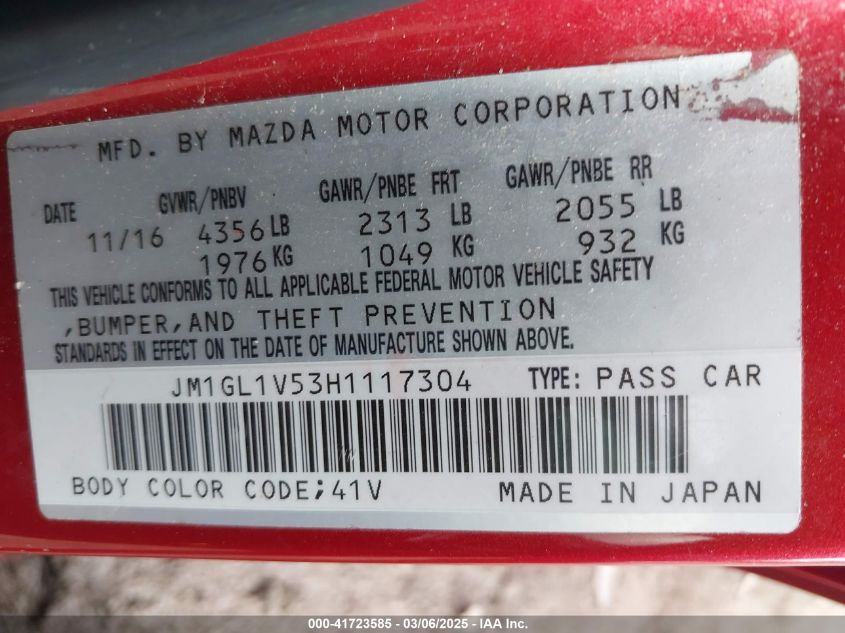 MFD. BY MAZDA MOTOR CORPORATION
DATE GVWR/PNBV GAWR/PNBE FRT GAWR/PNBE RR
11/16 4356 LB 2313 LB 2055 LB
1976 KG 1049 KG 932 KG
THIS VEHICLE CONFORMS TO ALL APPLICABLE FEDERAL MOTOR VEHICLE SAFETY
,BUMPER,AND THEFT PREVENTION
STANDARDS IN EFFECT ON THE DATE OF MANUFACTURE SHOWN ABOVE.
JM1GL1V53H1117304 TYPE: PASS CAR
BODY COLOR CODE;41V MADE IN JAPAN
000-41723585 - 03/06/2025 - IAA Inc.